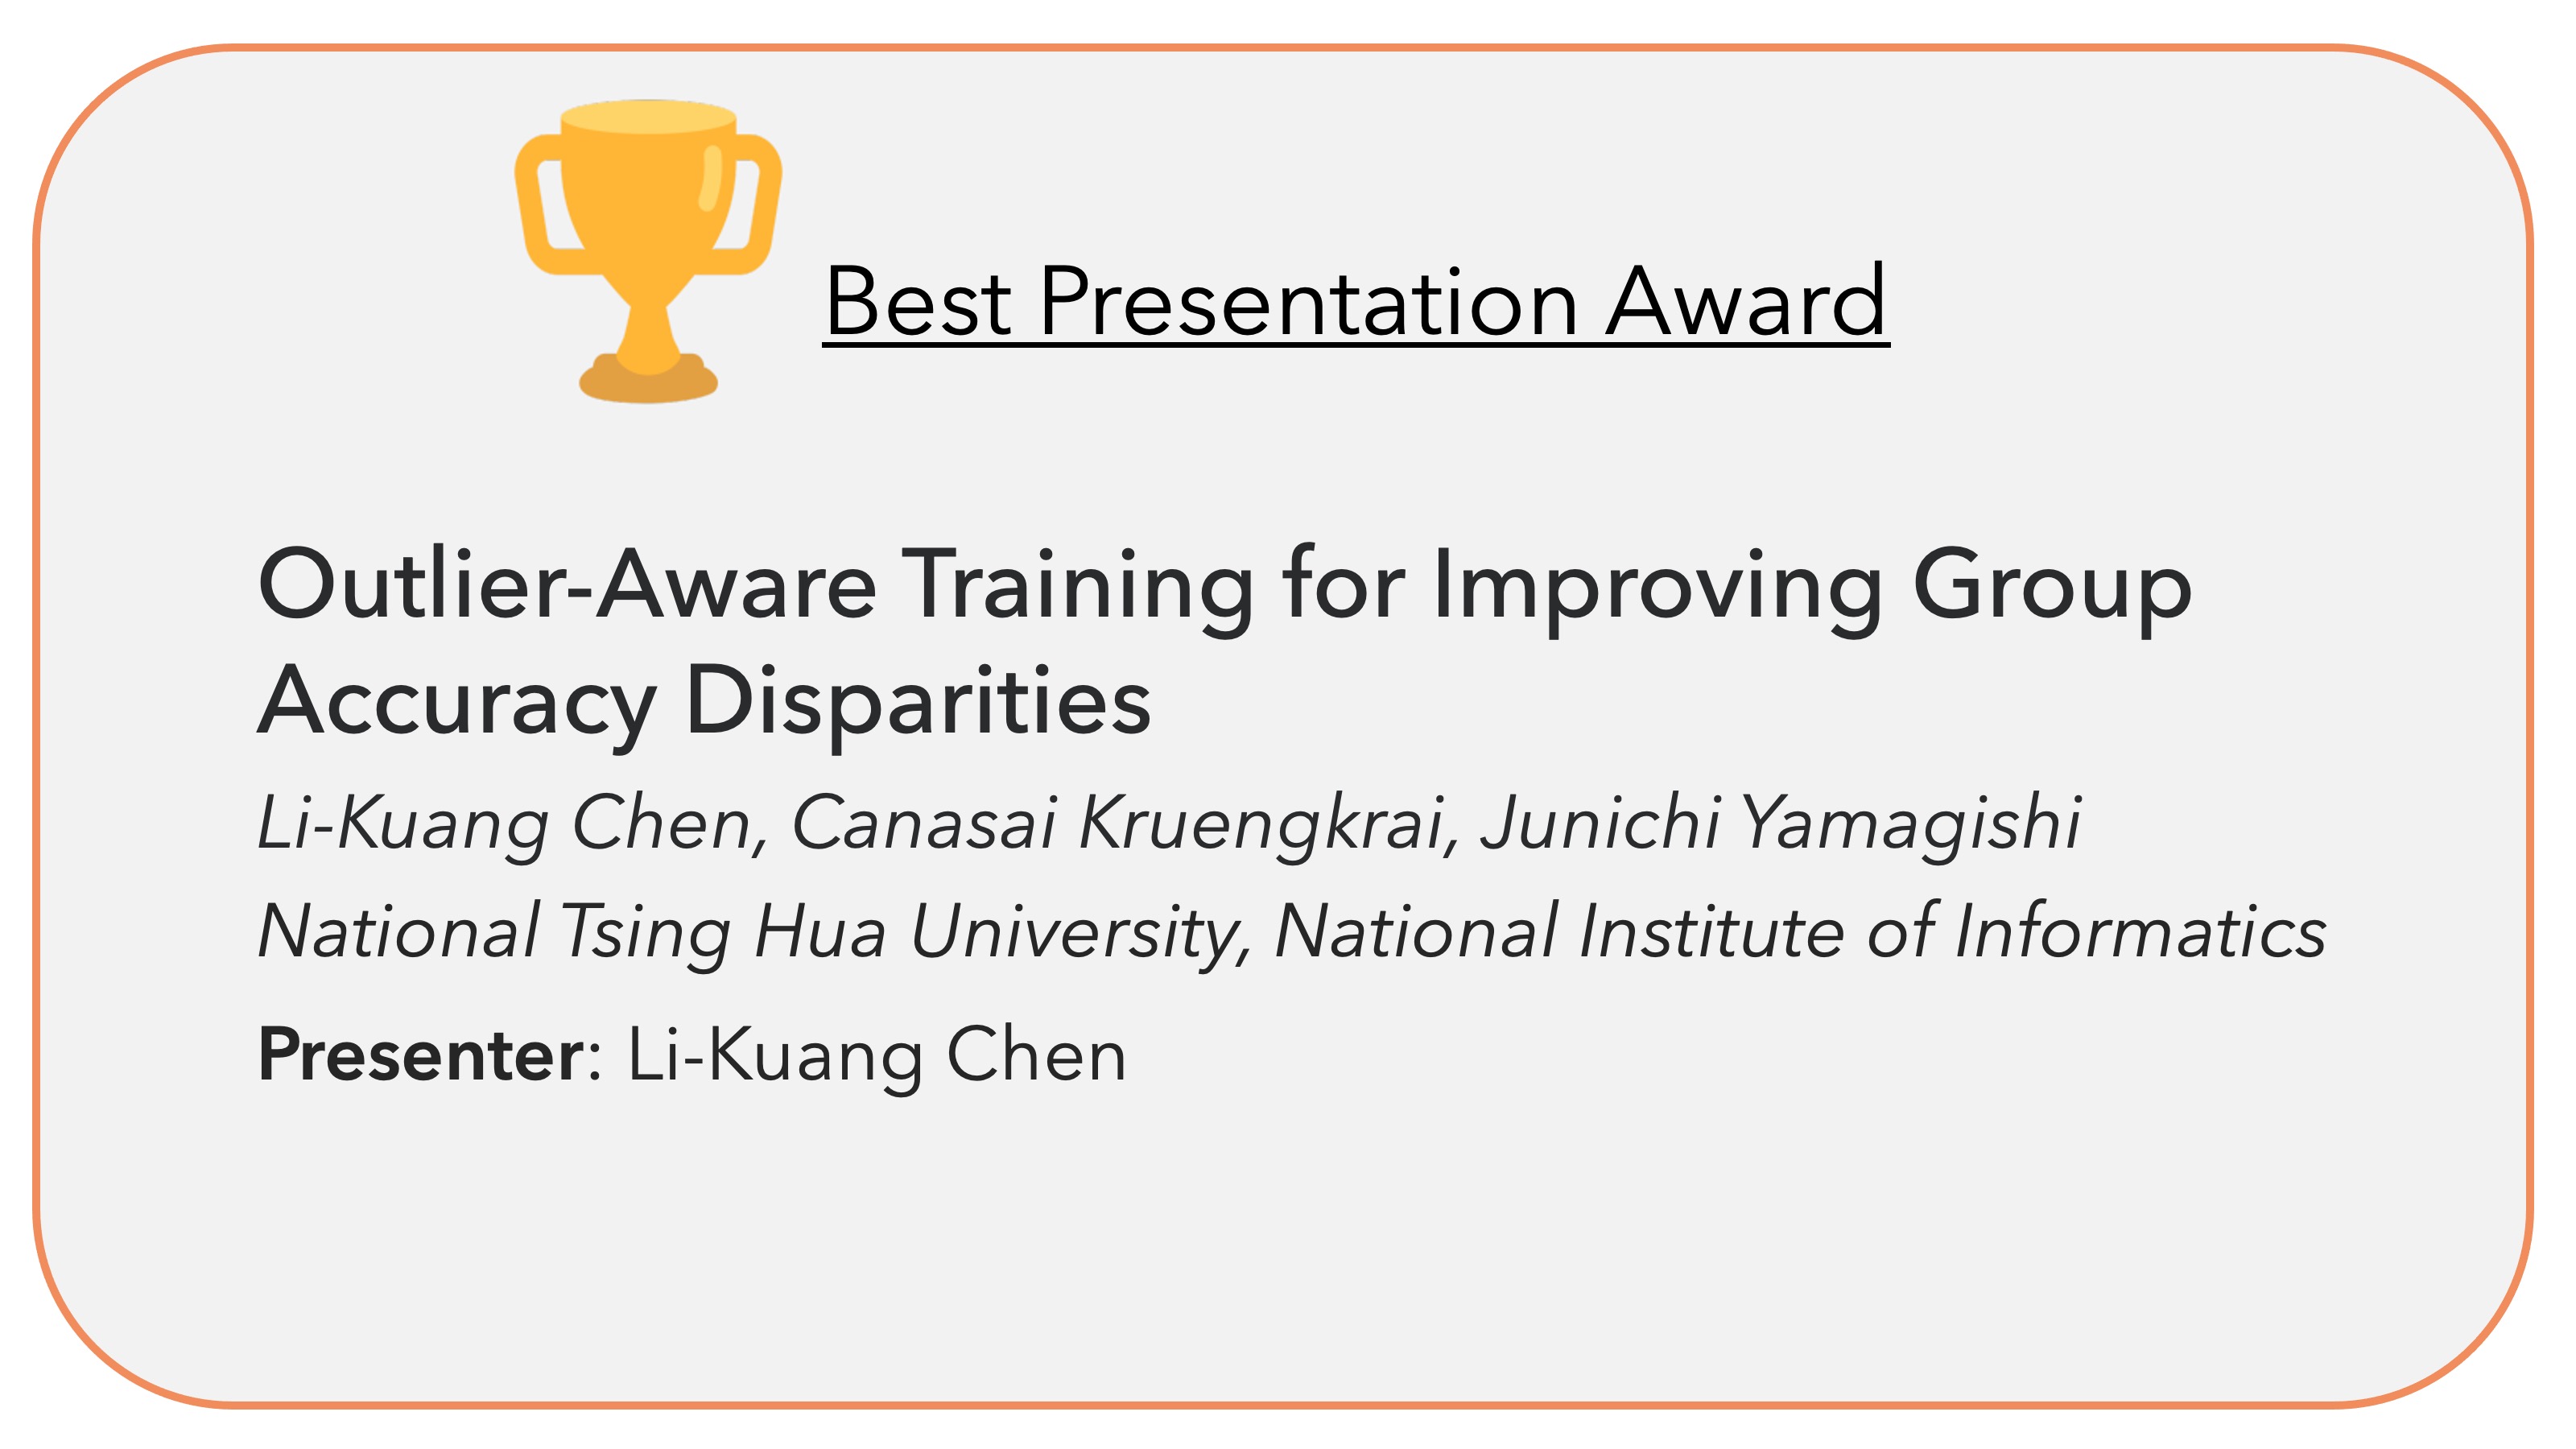 Best Presentation Award
Outlier-Aware Training for Improving Group
Accuracy Disparities
Li-Kuang Chen, Canasai Kruengkrai, Junichi Yamagishi
National Tsing Hua University, National Institute of Informatics
Presenter: Li-Kuang Chen